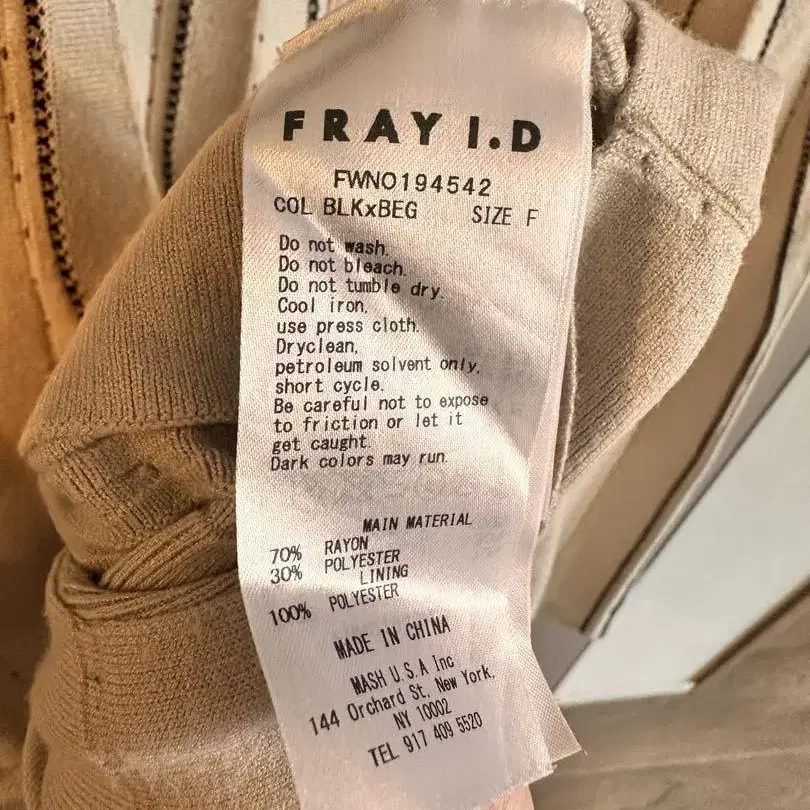 FRAY I.D
FWNO194542
COL BLKxBEG SIZE F
Do not wash.
Do not bleach.
Do not tumble dry.
Cool iron,
use press cloth.
Dryclean,
petroleum solvent only,
short cycle.
Be careful not to expose
to friction or let it
get caught.
Dark colors may run.
MAIN MATERIAL
70% RAYON
30% POLYESTER
LINING
100% POLYESTER
MADE IN CHINA
MASH U.S.A Inc
144 Orchard St, New York,
NY 10002
TEL 917 409 5520